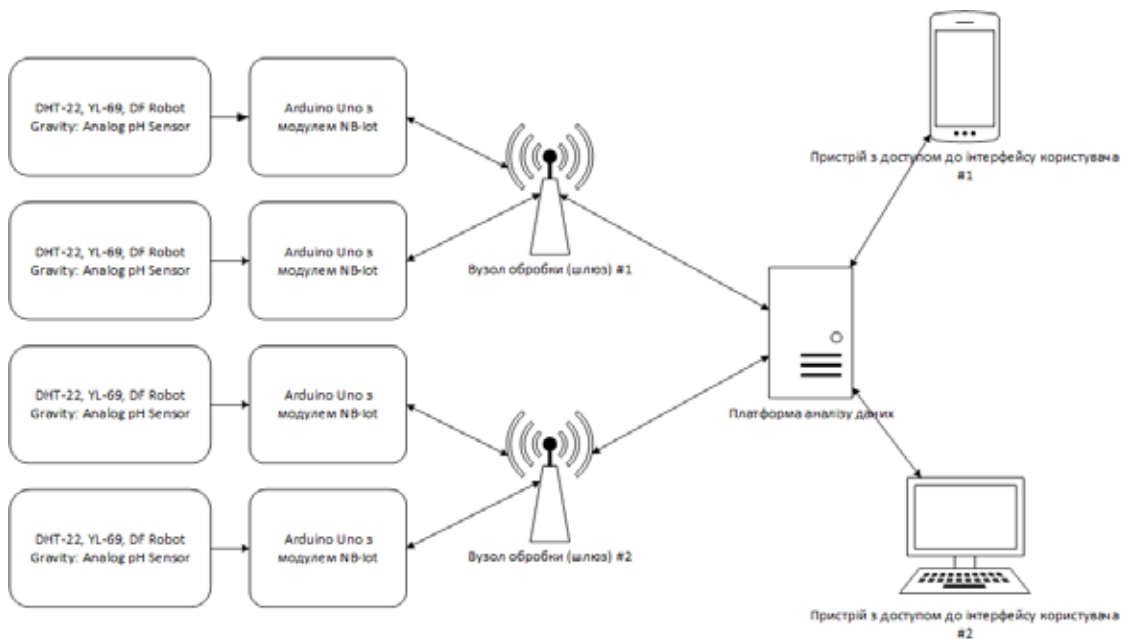 DHT-22, YL-69, DF Robot
Gravity: Analog pH Sensor
Arduino Uno з
модулем NB-Iot
DHT-22, YL-69, DF Robot
Gravity: Analog pH Sensor
Arduino Uno з
модулем NB-Iot
Вузол обробки (шлюз) #1
DHT-22, YL-69, DF Robot
Gravity: Analog pH Sensor
Arduino Uno з
модулем NB-Iot
DHT-22, YL-69, DF Robot
Gravity: Analog pH Sensor
Arduino Uno з
модулем NB-Iot
Вузол обробки (шлюз) #2
Платформа аналізу даних
Пристрій з доступом до інтерфейсу користувача
#1
Пристрій з доступом до інтерфейсу користувача
#2